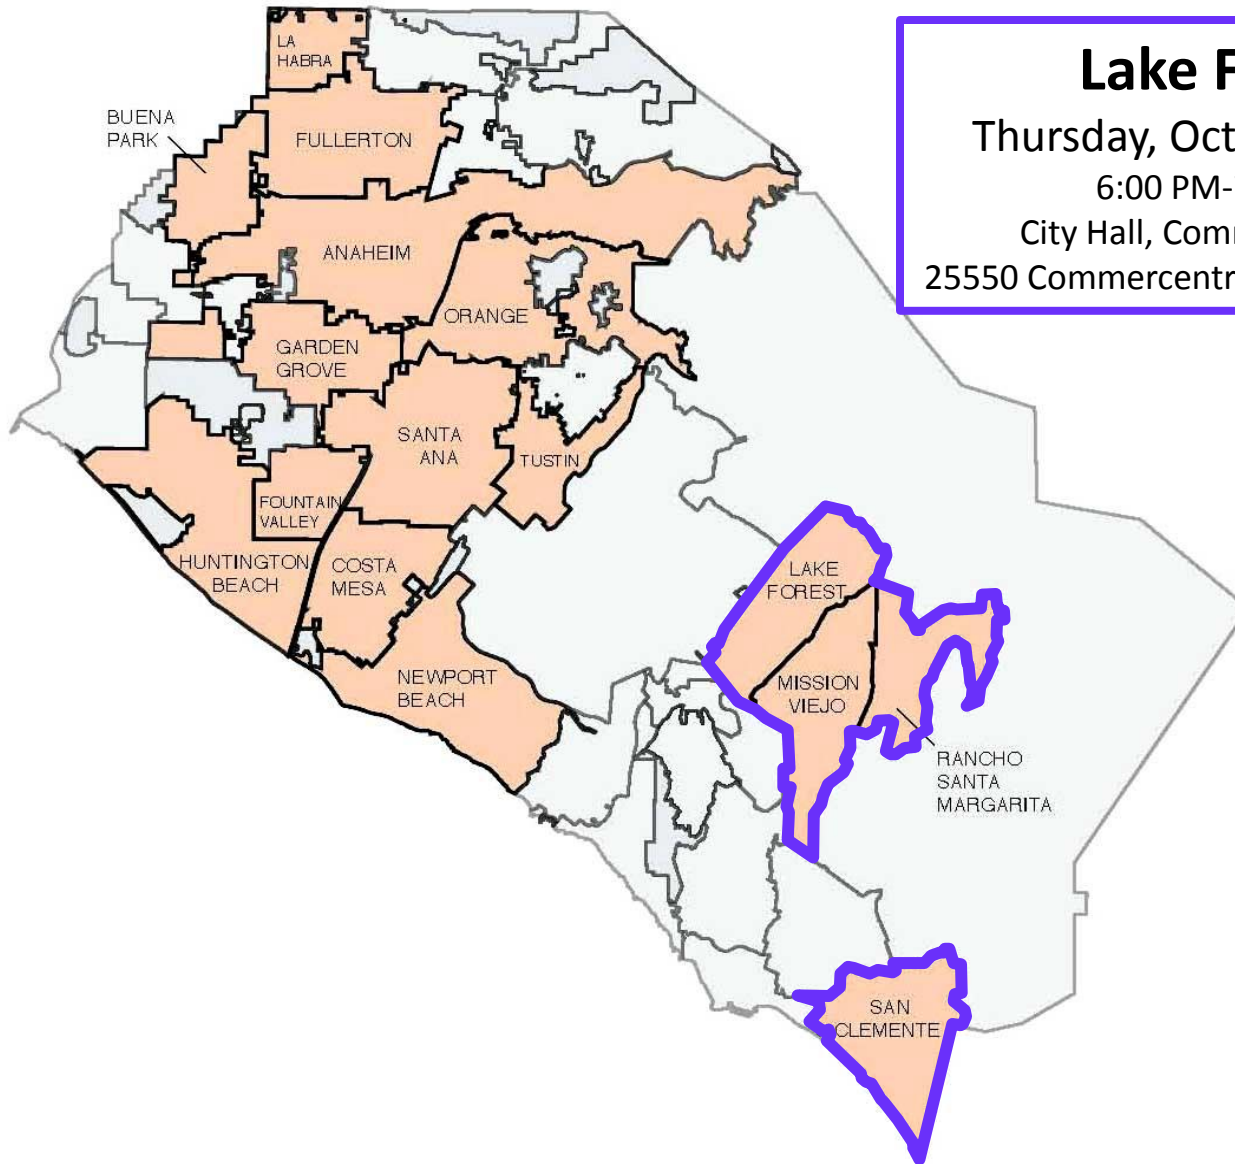 LA
HABRA
BUENA
PARK
FULLERTON
ANAHEIM
ORANGE
GARDEN
GROVE
SANTA
ANA
TUSTIN
FOUNTAIN
VALLEY
HUNTINGTON
BEACH
COSTA
MESA
NEWPORT
BEACH
LAKE
FOREST
MISSION
VIEJO
RANCHO
SANTA
MARGARITA
SAN
CLEMENTE
Lake F
Thursday, Oct
6:00 PM-
City Hall, Com
25550 Commercentr